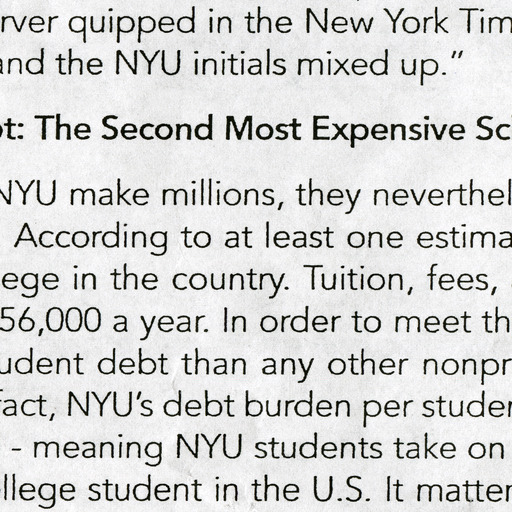 rver quipped in the New York Tim
and the NYU initials mixed up."
ot: The Second Most Expensive Sc
NYU make millions, they neverthel
According to at least one estima
ege in the country. Tuition, fees,
56,000 a year. In order to meet th
udent debt than any other nonpr
fact, NYU's debt burden per studen
- meaning NYU students take on
llege student in the U.S. It matter